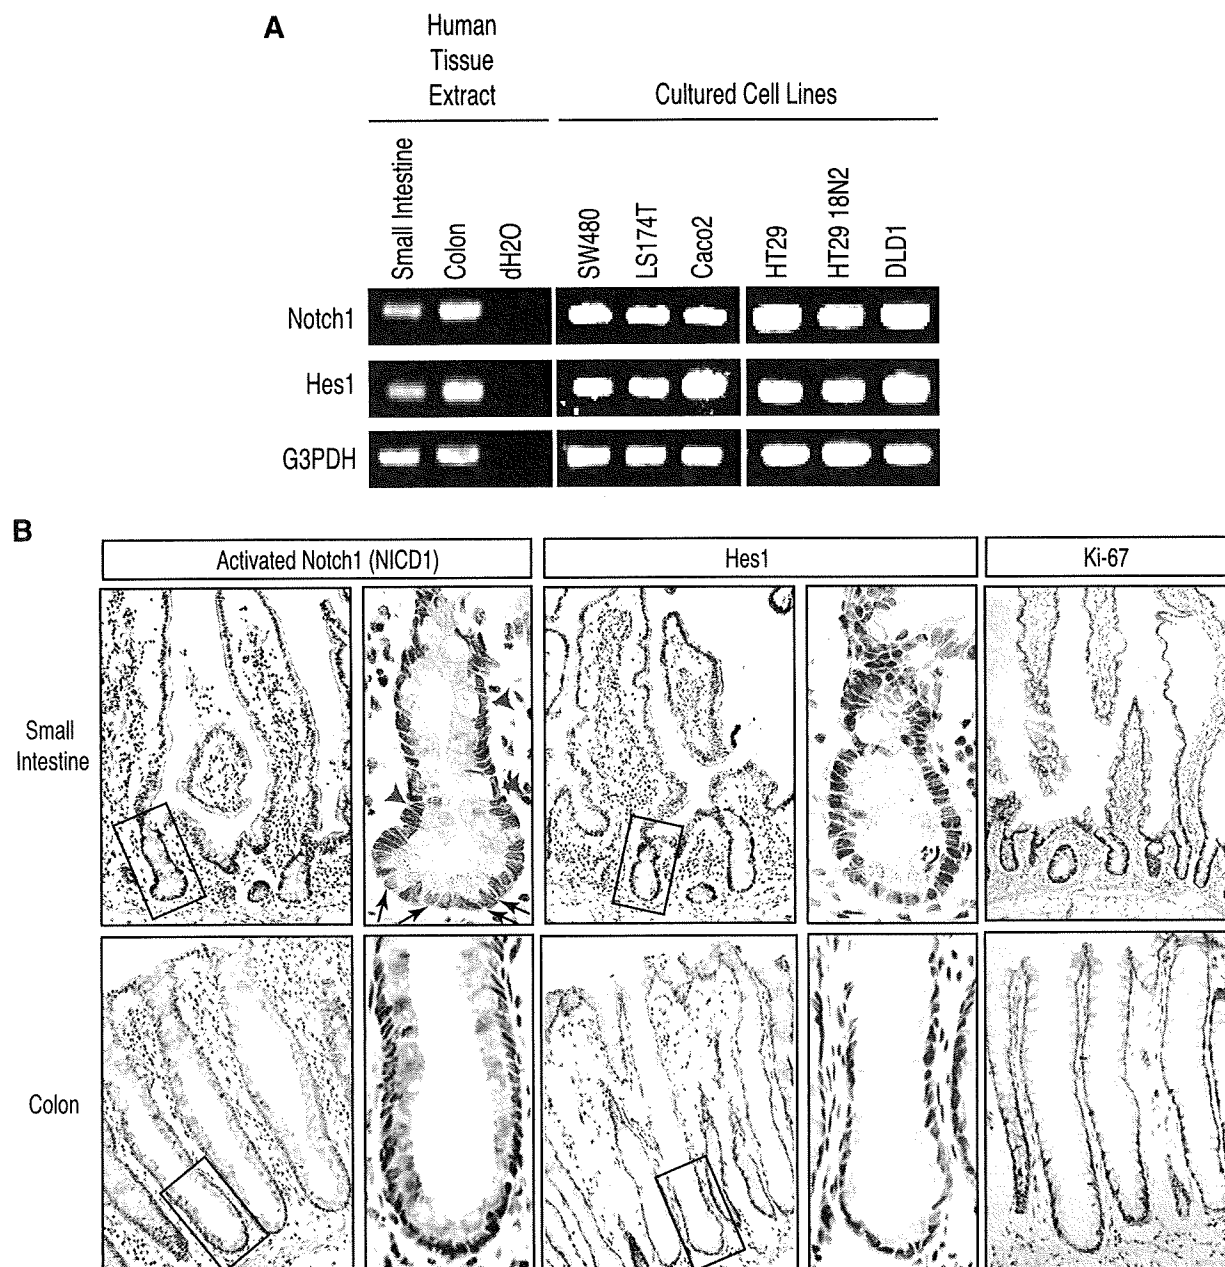 A
Human
Tissue
Extract
Cultured Cell Lines
Small Intestine
Colon
dH2O
SW480
LS174T
Caco2
HT29
HT29 18N2
DLD1
Notch1
Hes1
G3PDH
B
Activated Notch1 (NICD1)
Hes1
Ki-67
Small
Intestine
Colon